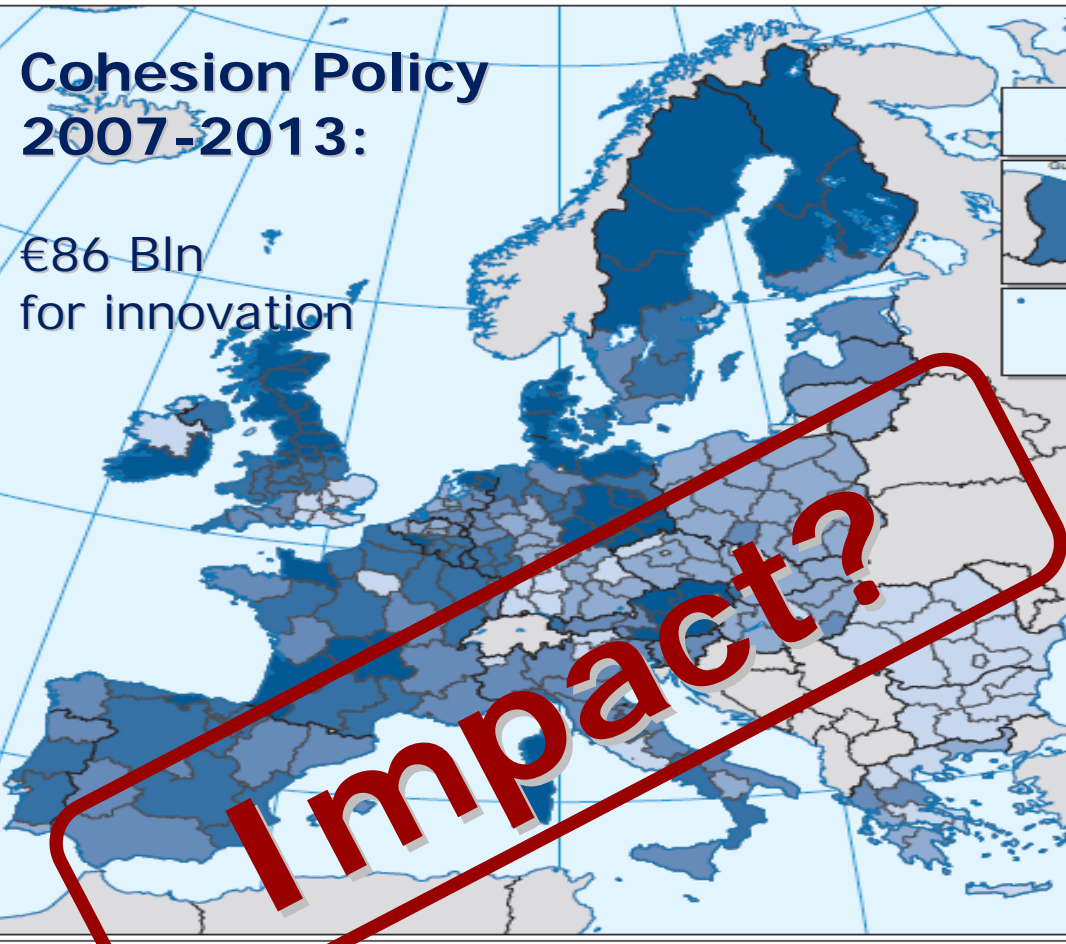 Cohesion Policy
2007-2013:
€86 Bln
for innovation
Impact?